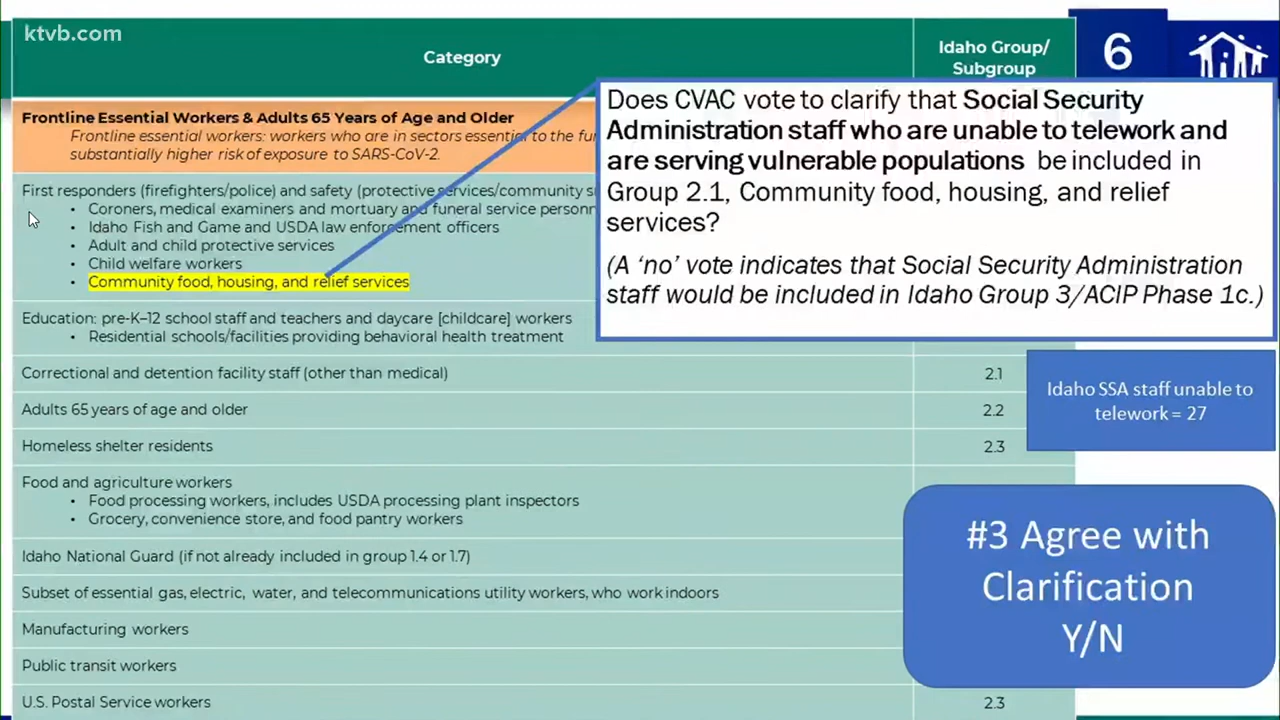 ktvb.com
Category
Idaho Group/
Subgroup
6
Frontline Essential Workers & Adults 65 Years of Age and Older
Frontline essential workers: workers who are in sectors essential to the
substantially higher risk of exposure to SARS-CoV-2.
Does CVAC vote to clarify that Social Security
Administration staff who are unable to telework and
are serving vulnerable populations be included in
Group 2.1, Community food, housing, and relief
services?
(A ‘no’ vote indicates that Social Security Administration
staff would be included in Idaho Group 3/ACIP Phase 1c.)
First responders (firefighters/police) and safety (protective services/community
• Coroners, medical examiners and mortuary and funeral service
• Idaho Fish and Game and USDA law enforcement officers
• Adult and child protective services
• Child welfare workers
• Community food, housing, and relief services
Education: pre-K–12 school staff and teachers and daycare [childcare] workers
• Residential schools/facilities providing behavioral health treatment
Correctional and detention facility staff (other than medical) 2.1
Idaho SSA staff unable to
telework = 27
Adults 65 years of age and older 2.2
Homeless shelter residents 2.3
Food and agriculture workers
• Food processing workers, includes USDA processing plant inspectors
• Grocery, convenience store, and food pantry workers
Idaho National Guard (if not already included in group 1.4 or 1.7)
Subset of essential gas, electric, water, and telecommunications utility workers, who work indoors
Manufacturing workers
Public transit workers
U.S. Postal Service workers 2.3
#3 Agree with
Clarification
Y/N